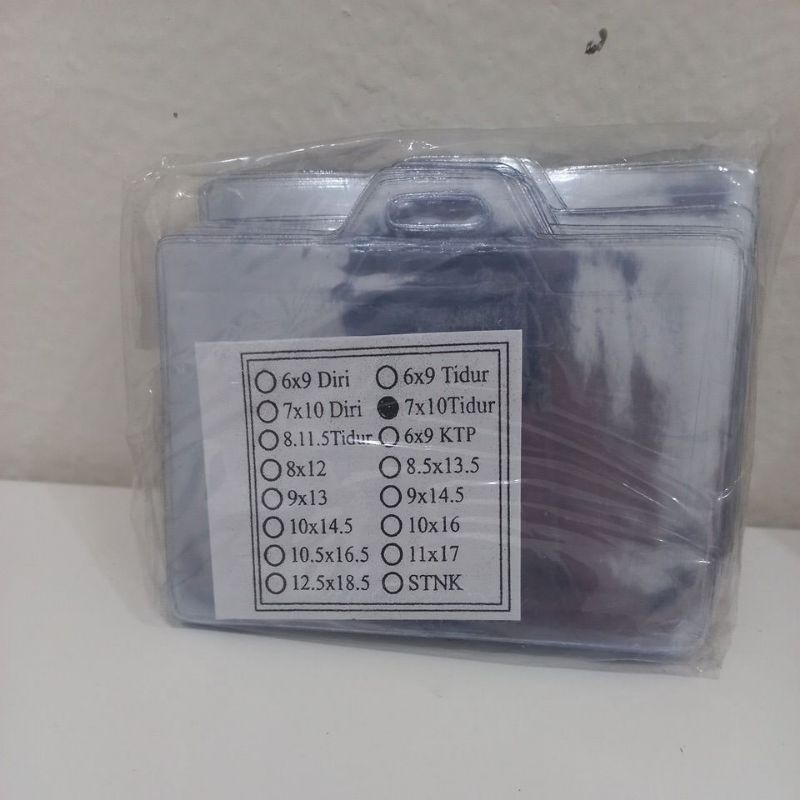 6x9 Diri 6x9 Tidur
7x10 Diri 7x10Tidur
8.11.5Tidur 6x9 KTP
8x12 8.5x13.5
9x13 9x14.5
10x14.5 10x16
10.5x16.5 11x17
12.5x18.5 STNK